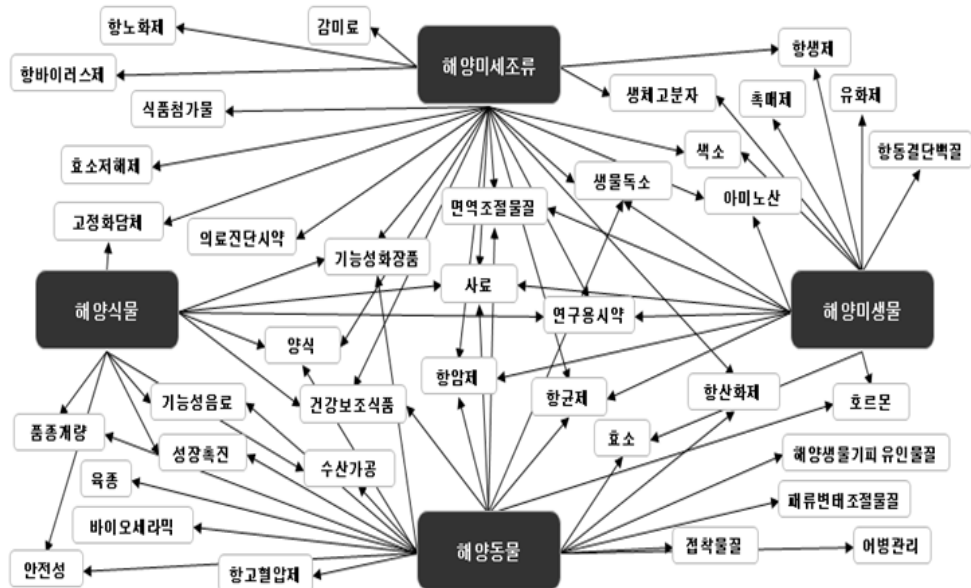 항노화제
감미료
해양미세조류
항생제
항바이러스제
생체고분자
촉매제
유화제
식품첨가물
색소
항동결단백질
효소저해제
생물독소
아미노산
고정화담체
면역조절물질
의료진단시약
기능성화장품
사료
해양식물
연구용시약
해양미생물
양식
항암제
항균제
항산화제
기능성음료
건강보조식품
호르몬
품종개량
효소
성장촉진
수산가공
해양생물기피 유인물질
육종
패류변태조절물질
바이오세라믹
해양동물
접착물질
어병관리
안전성
항고혈압제